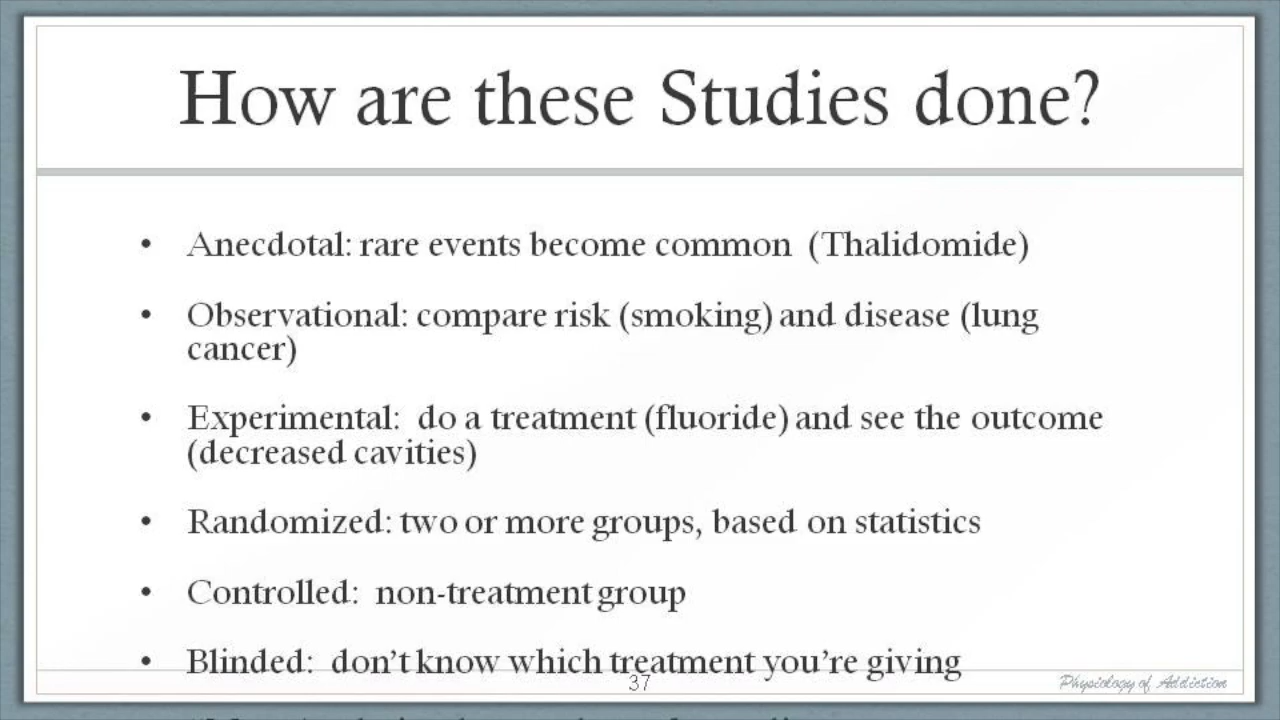 How are these Studies done?
• Anecdotal: rare events become common (Thalidomide)
• Observational: compare risk (smoking) and disease (lung
cancer)
• Experimental: do a treatment (fluoride) and see the outcome
(decreased cavities)
• Randomized: two or more groups, based on statistics
• Controlled: non-treatment group
• Blinded: don’t know which treatment you’re giving
37
Physiology of Addiction